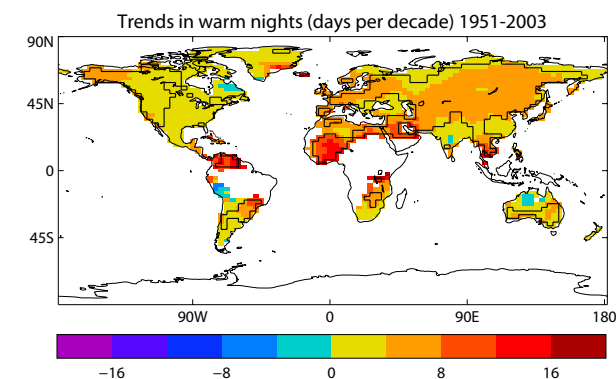 Trends in warm nights (days per decade) 1951-2003
90N
45N
0
45S
90W 0 90E 180
−16 −8 0 8 16